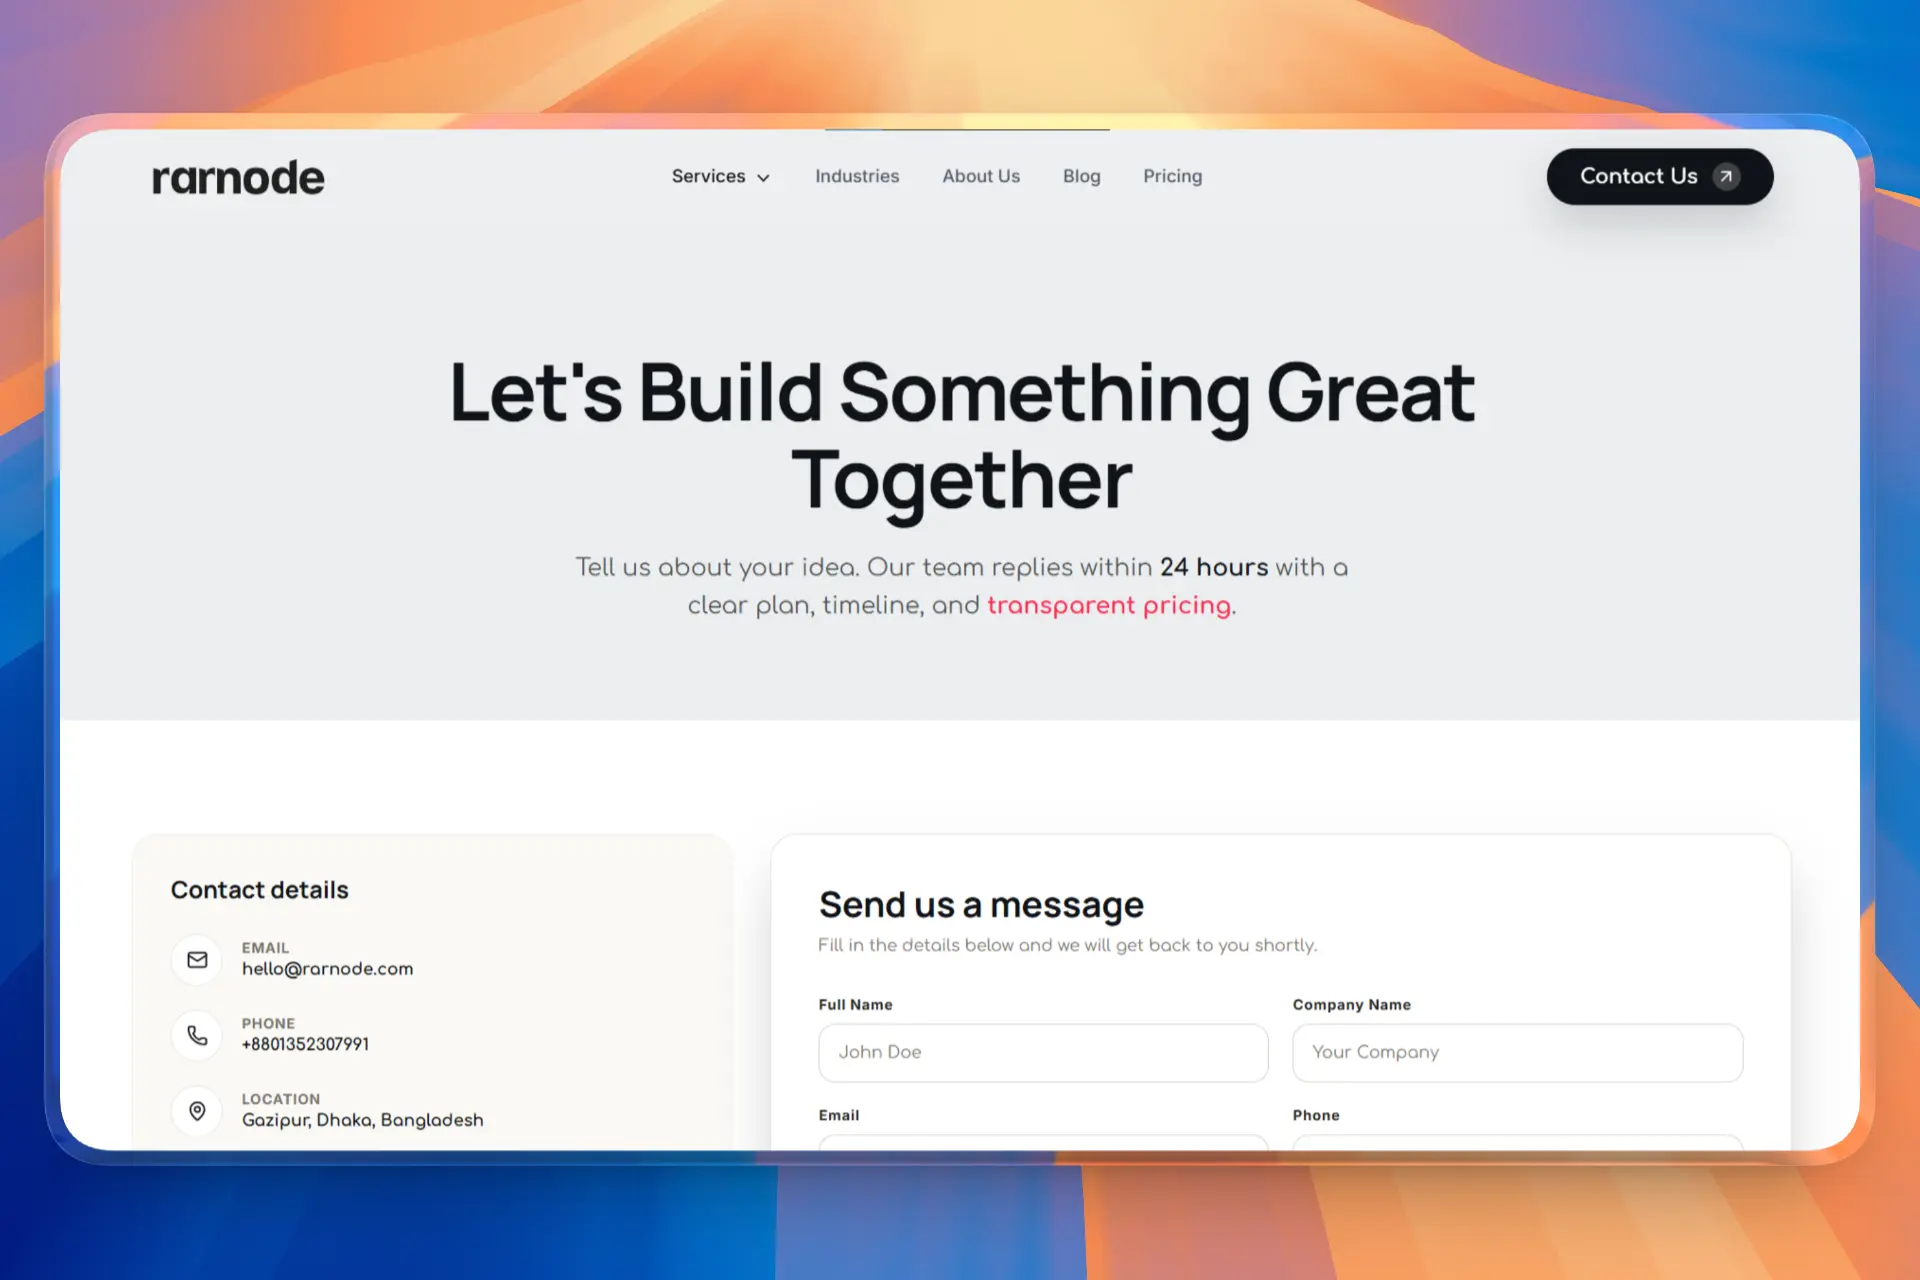 rarnode
Services
Industries
About Us
Blog
Pricing
Contact Us
Let's Build Something Great
Together
Tell us about your idea. Our team replies within 24 hours with a
clear plan, timeline, and transparent pricing.
Contact details
EMAIL
hello@rarnode.com
PHONE
+8801352307991
LOCATION
Gazipur, Dhaka, Bangladesh
Send us a message
Fill in the details below and we will get back to you shortly.
Full Name
John Doe
Company Name
Your Company
Email
Phone